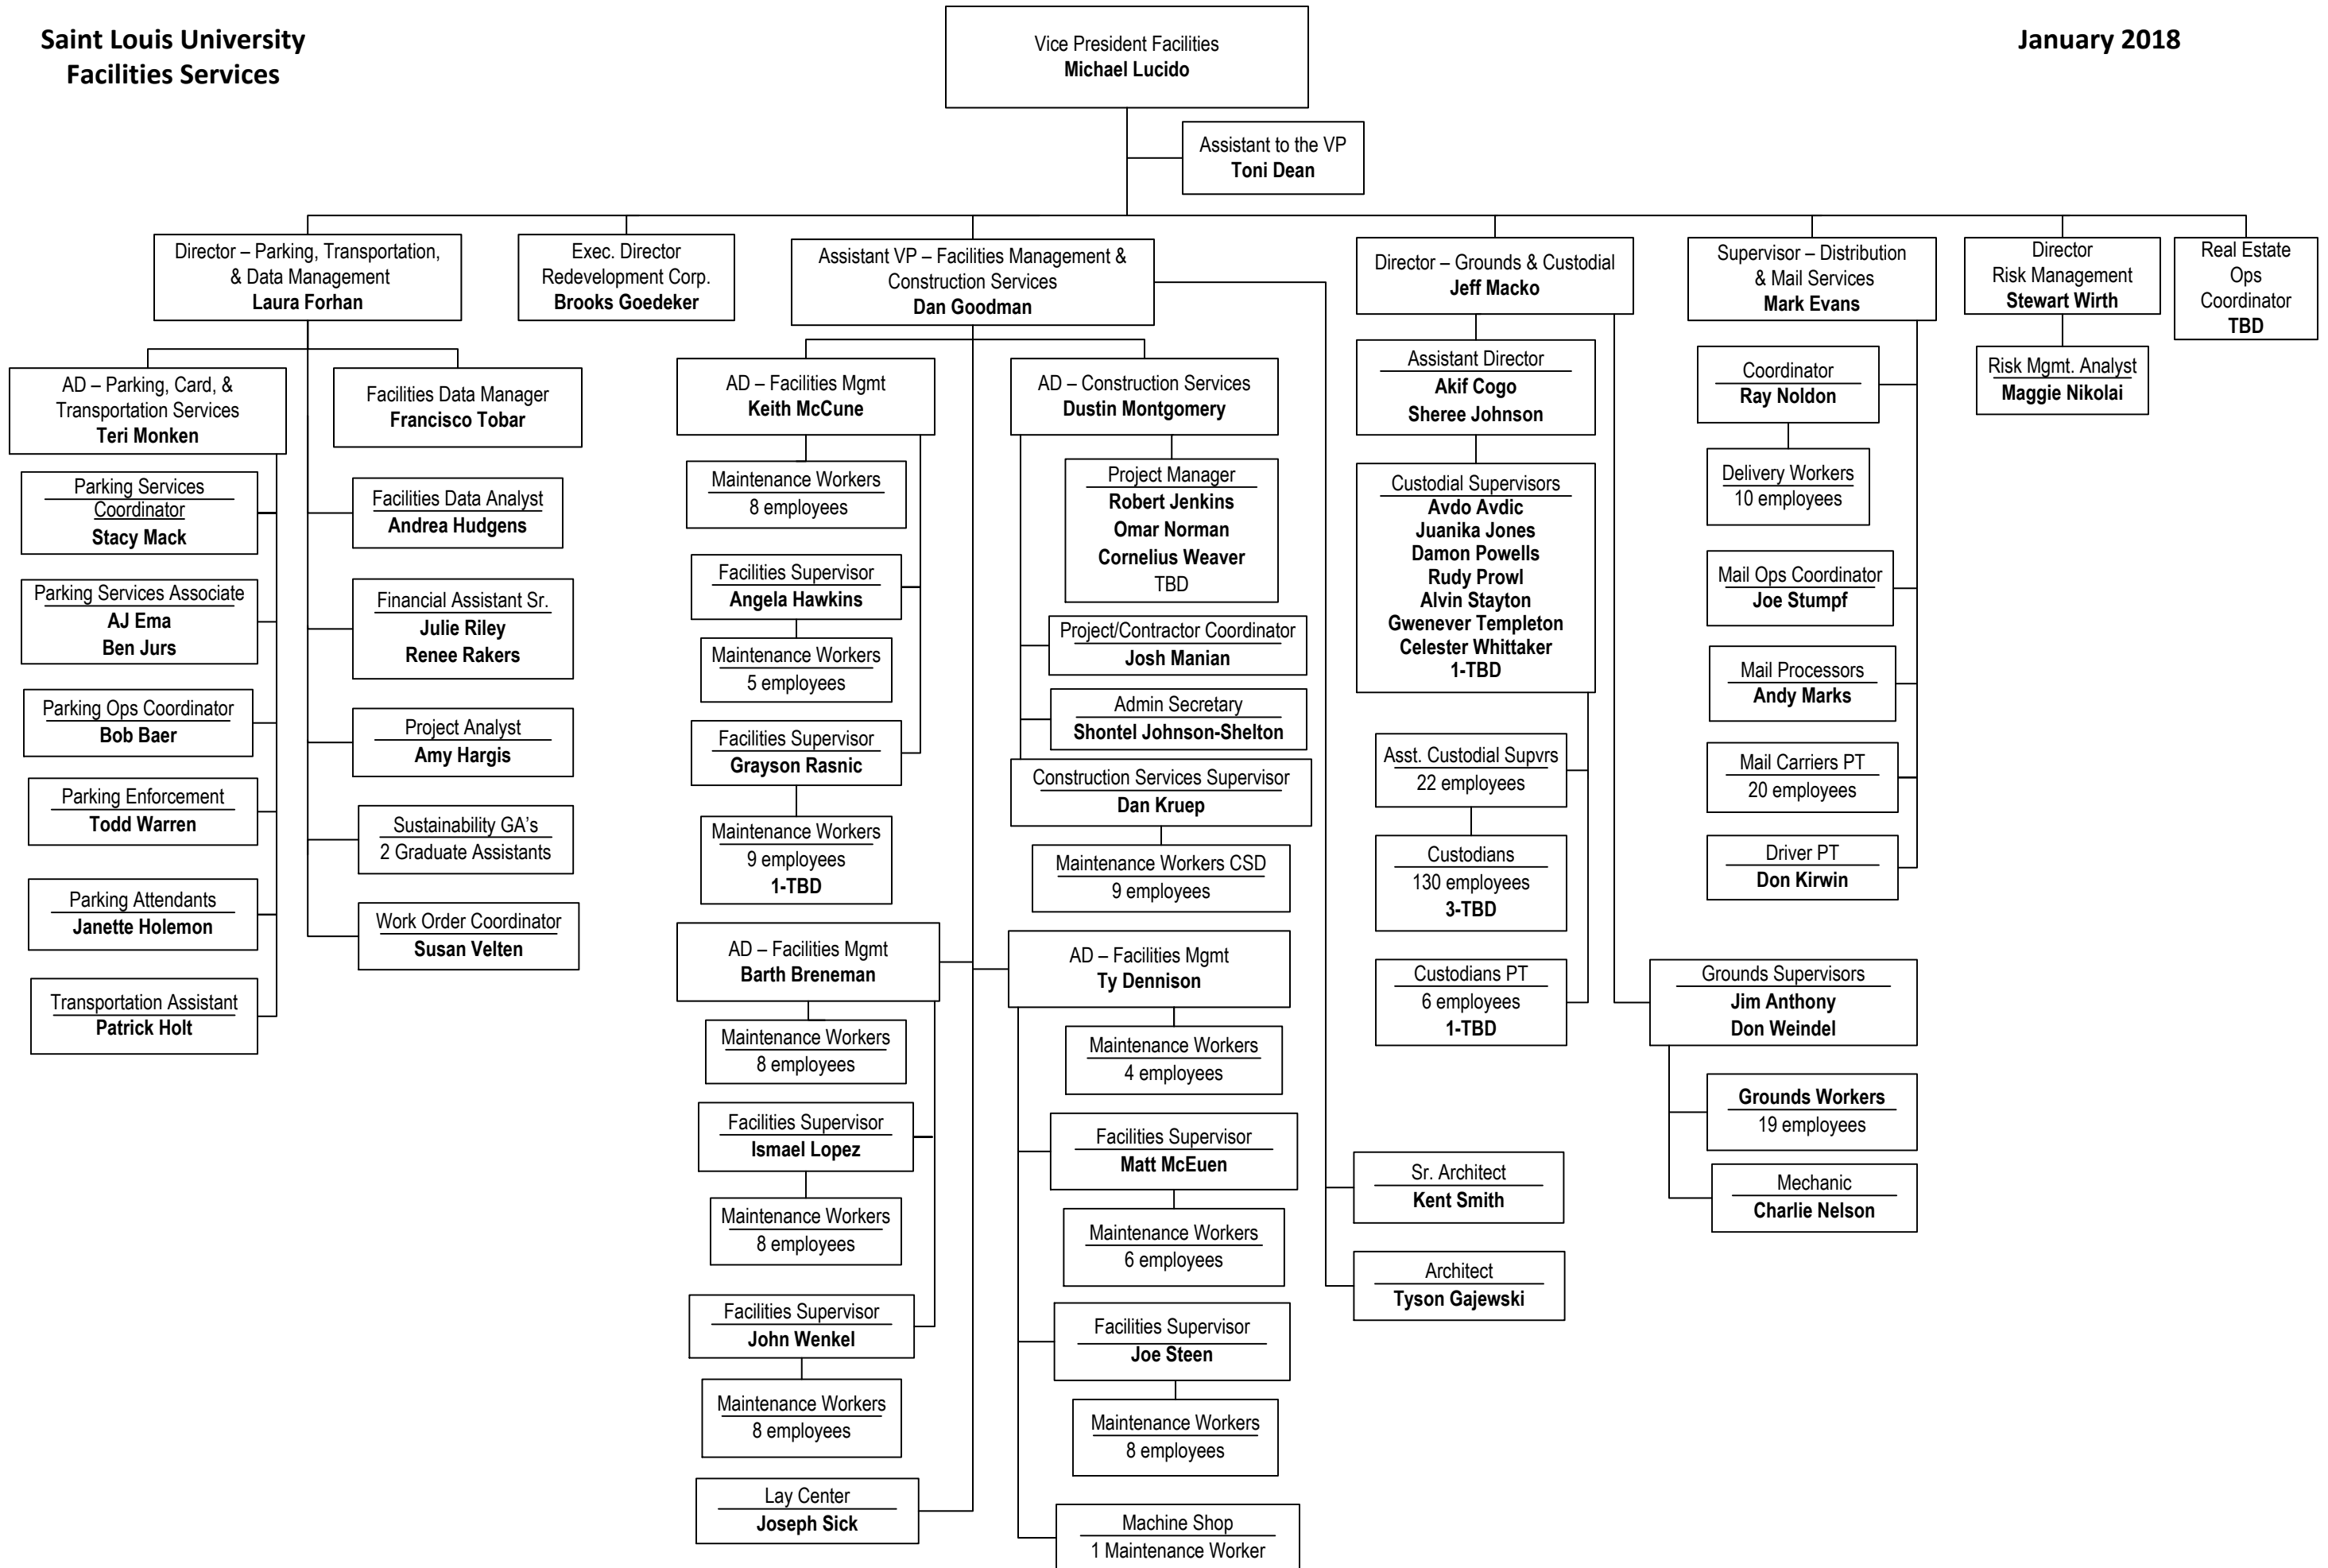 Saint Louis University
Facilities Services
January 2018
Vice President Facilities
Michael Lucido
Assistant to the VP
Toni Dean
Director – Parking, Transportation,
& Data Management
Laura Forhan
Exec. Director
Redevelopment Corp.
Brooks Goedeker
Assistant VP – Facilities Management &
Construction Services
Dan Goodman
Director – Grounds & Custodial
Jeff Macko
Supervisor – Distribution
& Mail Services
Mark Evans
Director
Risk Management
Stewart Wirth
Real Estate
Ops
Coordinator
TBD
AD – Parking, Card, &
Transportation Services
Teri Monken
Facilities Data Manager
Francisco Tobar
Parking Services
Coordinator
Stacy Mack
Parking Services Associate
AJ Ema
Ben Jurs
Parking Ops Coordinator
Bob Baer
Parking Enforcement
Todd Warren
Parking Attendants
Janette Holemon
Transportation Assistant
Patrick Holt
Facilities Data Analyst
Andrea Hudgens
Financial Assistant Sr.
Julie Riley
Renee Rakers
Project Analyst
Amy Hargis
Sustainability GA's
2 Graduate Assistants
Work Order Coordinator
Susan Velten
AD – Facilities Mgmt
Keith McCune
Maintenance Workers
8 employees
Facilities Supervisor
Angela Hawkins
Maintenance Workers
5 employees
Facilities Supervisor
Grayson Rasnic
Maintenance Workers
9 employees
1-TBD
AD – Construction Services
Dustin Montgomery
Project Manager
Robert Jenkins
Omar Norman
Cornelius Weaver
TBD
Project/Contractor Coordinator
Josh Manian
Admin Secretary
Shontel Johnson-Shelton
Construction Services Supervisor
Dan Kruep
Maintenance Workers CSD
9 employees
AD – Facilities Mgmt
Barth Breneman
Maintenance Workers
8 employees
Facilities Supervisor
Ismael Lopez
Maintenance Workers
8 employees
Facilities Supervisor
John Wenkel
Maintenance Workers
8 employees
Lay Center
Joseph Sick
AD – Facilities Mgmt
Ty Dennison
Maintenance Workers
4 employees
Facilities Supervisor
Matt McEuen
Maintenance Workers
6 employees
Facilities Supervisor
Joe Steen
Maintenance Workers
8 employees
Machine Shop
1 Maintenance Worker
Sr. Architect
Kent Smith
Architect
Tyson Gajewski
Assistant Director
Akif Cogo
Sheree Johnson
Custodial Supervisors
Avdo Avdic
Juanika Jones
Damon Powells
Rudy Prowl
Alvin Stayton
Gwenever Templeton
Celester Whittaker
1-TBD
Asst. Custodial Supvrs
22 employees
Custodians
130 employees
3-TBD
Custodians PT
6 employees
1-TBD
Grounds Supervisors
Jim Anthony
Don Weindel
Grounds Workers
19 employees
Mechanic
Charlie Nelson
Coordinator
Ray Noldon
Delivery Workers
10 employees
Mail Ops Coordinator
Joe Stumpf
Mail Processors
Andy Marks
Mail Carriers PT
20 employees
Driver PT
Don Kirwin
Risk Mgmt. Analyst
Maggie Nikolai